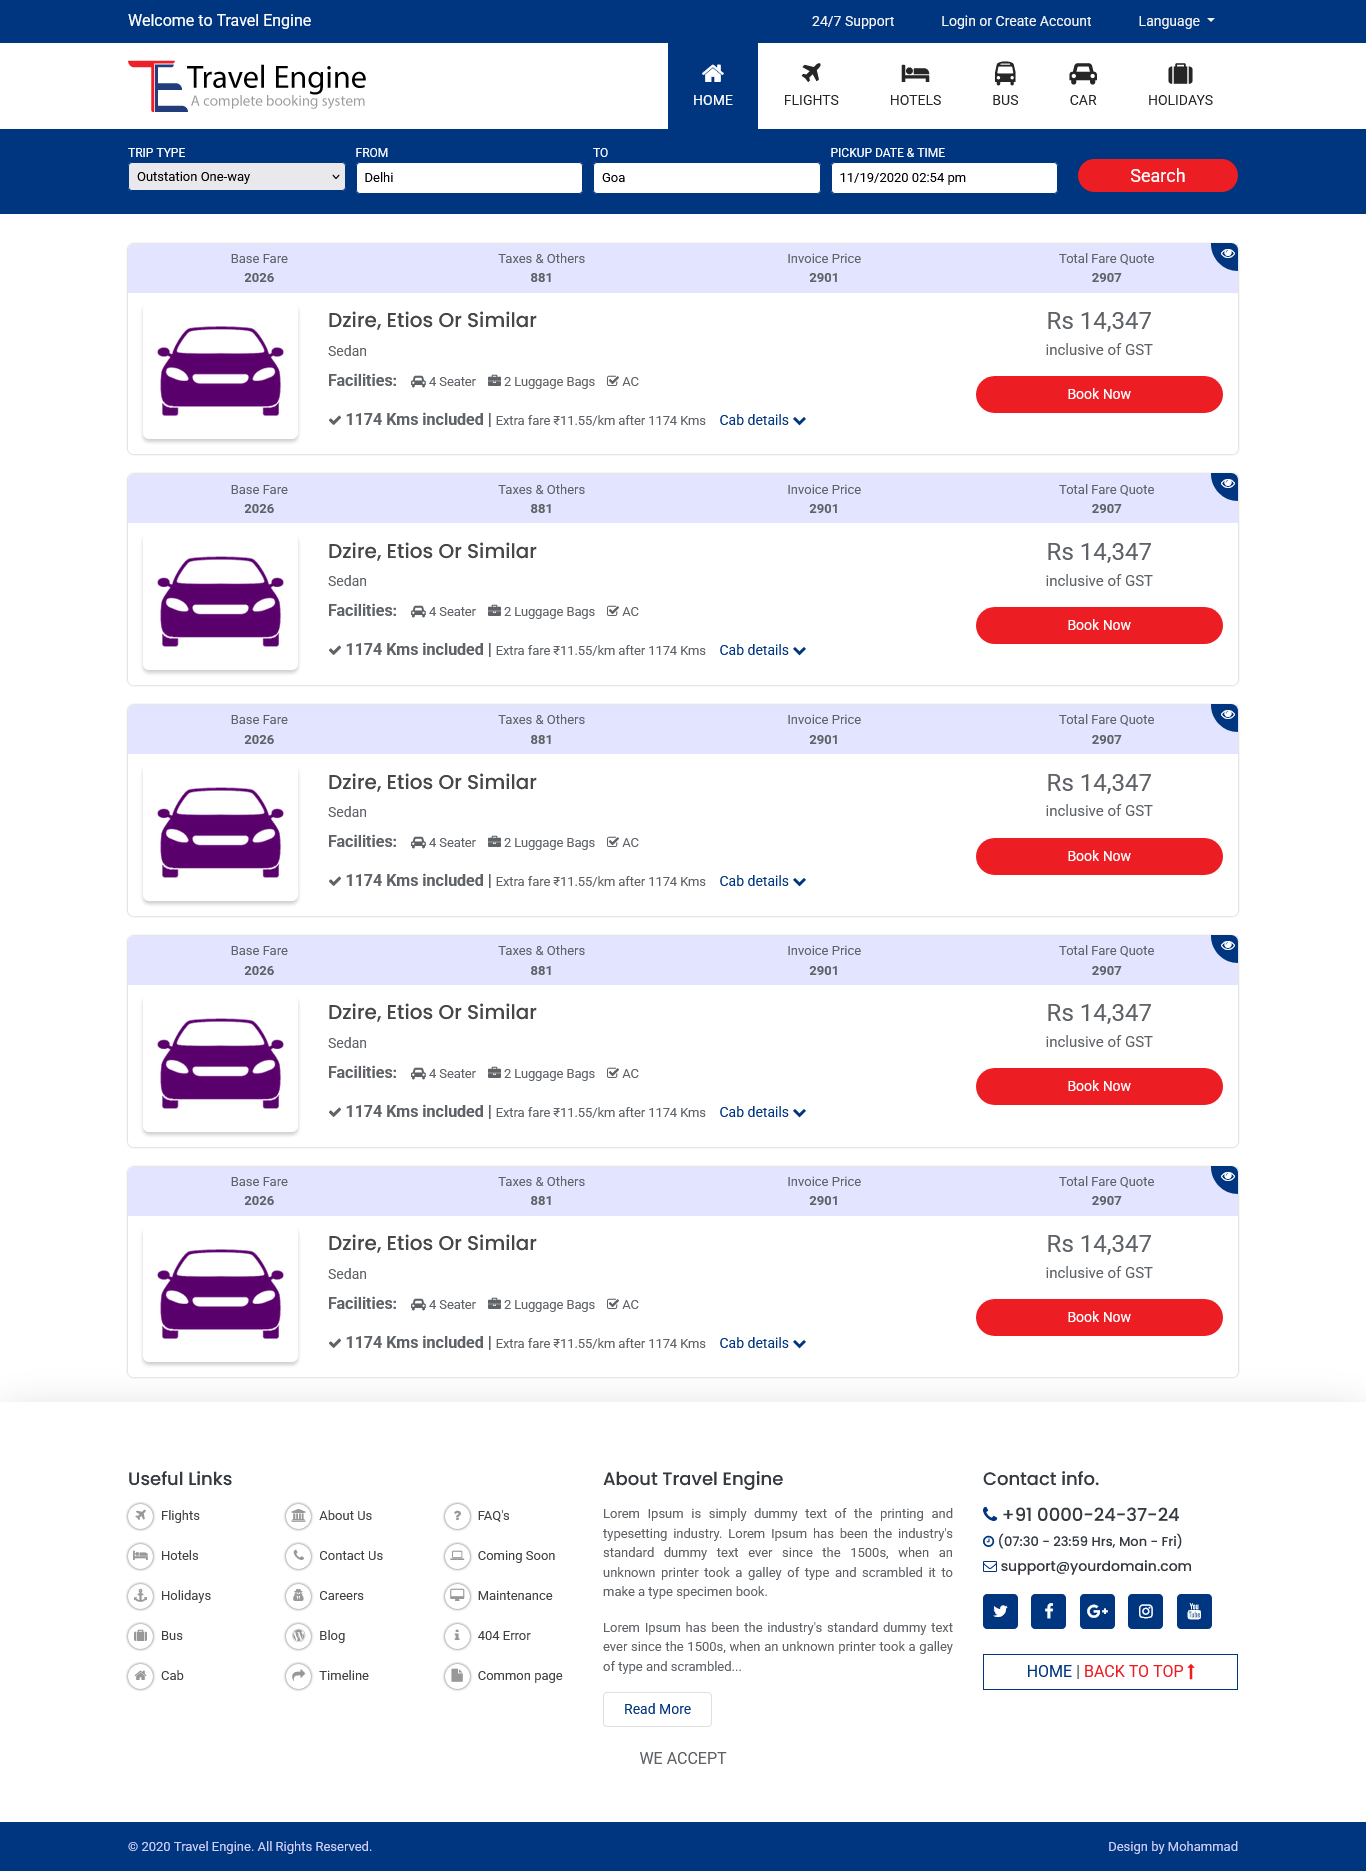 Welcome to Travel Engine 24/7 Support Login or Create Account Language
Travel Engine
A complete booking system
HOME FLIGHTS HOTELS BUS CAR HOLIDAYS
TRIP TYPE FROM TO PICKUP DATE & TIME
Outstation One-way Delhi Goa 11/19/2020 02:54 pm Search
Base Fare Taxes & Others Invoice Price Total Fare Quote
2026 881 2901 2907
Dzire, Etios Or Similar Rs 14,347
Sedan inclusive of GST
Facilities: 4 Seater 2 Luggage Bags AC Book Now
1174 Kms included | Extra fare ₹11.55/km after 1174 Kms Cab details
Base Fare Taxes & Others Invoice Price Total Fare Quote
2026 881 2901 2907
Dzire, Etios Or Similar Rs 14,347
Sedan inclusive of GST
Facilities: 4 Seater 2 Luggage Bags AC Book Now
1174 Kms included | Extra fare ₹11.55/km after 1174 Kms Cab details
Base Fare Taxes & Others Invoice Price Total Fare Quote
2026 881 2901 2907
Dzire, Etios Or Similar Rs 14,347
Sedan inclusive of GST
Facilities: 4 Seater 2 Luggage Bags AC Book Now
1174 Kms included | Extra fare ₹11.55/km after 1174 Kms Cab details
Base Fare Taxes & Others Invoice Price Total Fare Quote
2026 881 2901 2907
Dzire, Etios Or Similar Rs 14,347
Sedan inclusive of GST
Facilities: 4 Seater 2 Luggage Bags AC Book Now
1174 Kms included | Extra fare ₹11.55/km after 1174 Kms Cab details
Base Fare Taxes & Others Invoice Price Total Fare Quote
2026 881 2901 2907
Dzire, Etios Or Similar Rs 14,347
Sedan inclusive of GST
Facilities: 4 Seater 2 Luggage Bags AC Book Now
1174 Kms included | Extra fare ₹11.55/km after 1174 Kms Cab details
Useful Links
Flights About Us FAQ's
Hotels Contact Us Coming Soon
Holidays Careers Maintenance
Bus Blog 404 Error
Cab Timeline Common page
About Travel Engine
Lorem Ipsum is simply dummy text of the printing and
typesetting industry. Lorem Ipsum has been the industry's
standard dummy text ever since the 1500s, when an
unknown printer took a galley of type and scrambled it to
make a type specimen book.
Lorem Ipsum has been the industry's standard dummy text
ever since the 1500s, when an unknown printer took a galley
of type and scrambled...
Read More
Contact info.
+91 0000-24-37-24
(07:30 - 23:59 Hrs, Mon - Fri)
support@yourdomain.com
HOME | BACK TO TOP
WE ACCEPT
© 2020 Travel Engine. All Rights Reserved. Design by Mohammad